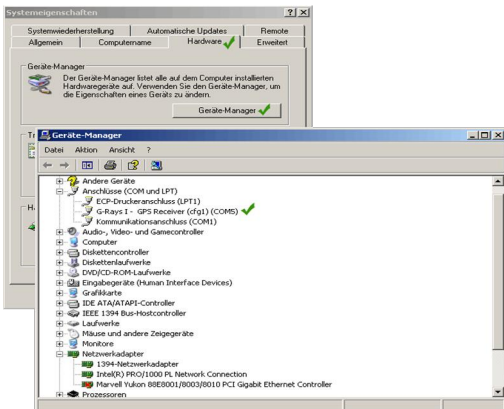 Systemeigenschaften
Systemwiederherstellung Automatische Updates Remote
Allgemein Computername Hardware Erweitert
Geräte-Manager
Der Geräte-Manager listet alle auf dem Computer installierten
Hardwaregeräte auf. Verwenden Sie den Geräte-Manager, um
die Eigenschaften eines Geräts zu ändern.
Geräte-Manager
Geräte-Manager
Datei Aktion Ansicht ?
Andere Geräte
Anschlüsse (COM und LPT)
ECP-Druckeranschluss (LPT1)
G-Rays I - GPS Receiver (cfg1) (COM5)
Kommunikationsanschluss (COM1)
Audio-, Video- und Gamecontroller
Computer
Diskettencontroller
Diskettenlaufwerke
DVD/CD-ROM-Laufwerke
Eingabegeräte (Human Interface Devices)
Grafikkarte
IDE ATA/ATAPI-Controller
IEEE 1394 Bus-Hostcontroller
Laufwerke
Mäuse und andere Zeigegeräte
Monitore
Netzwerkadapter
1394-Netzwerkadapter
Intel(R) PRO/1000 PL Network Connection
Marvell Yukon 88E8001/8003/8010 PCI Gigabit Ethernet Controller
Prozessoren